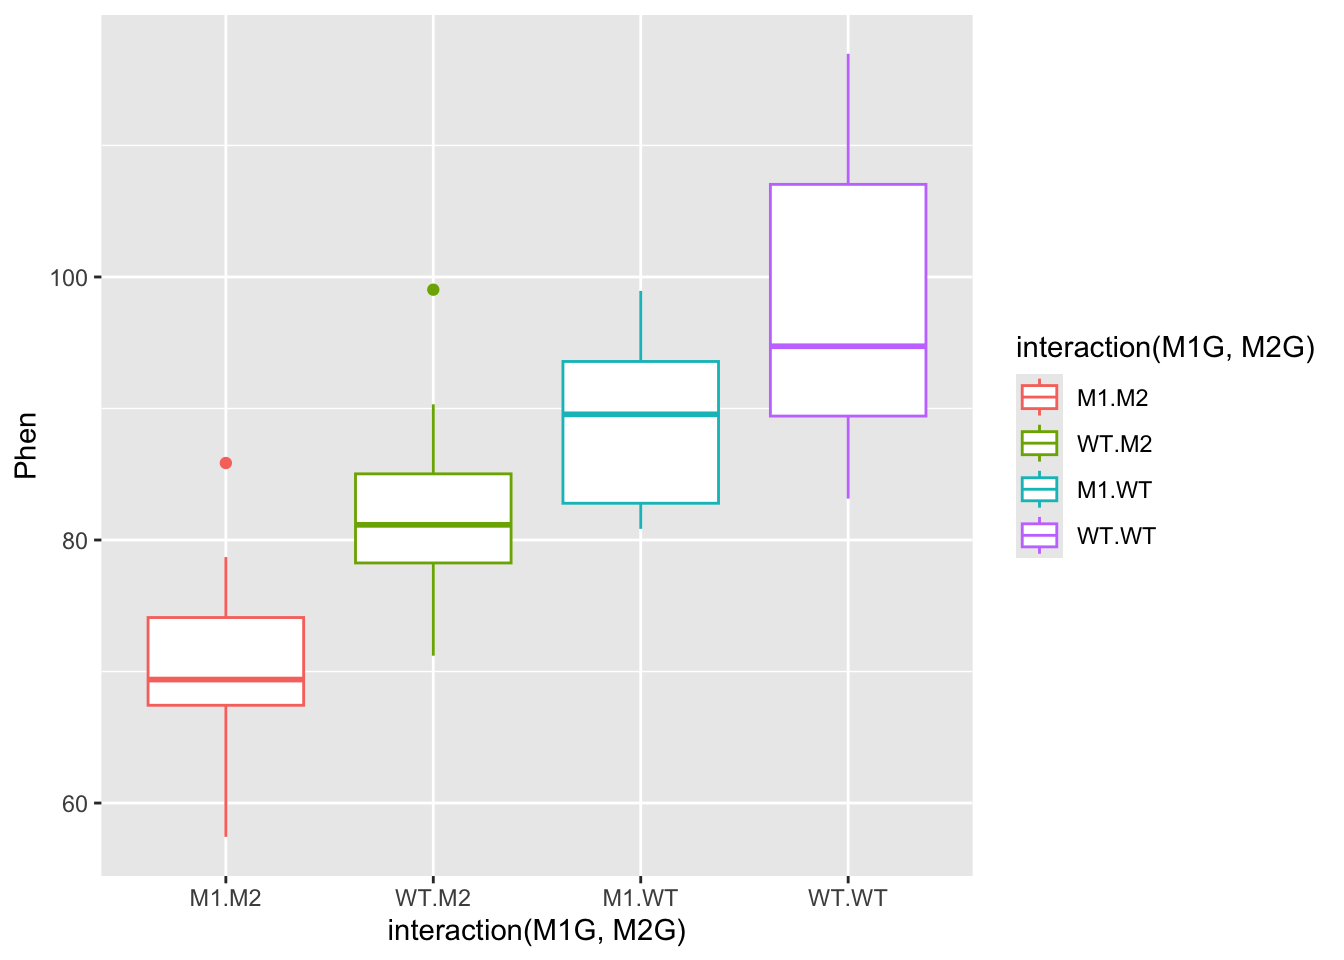 Phen
100
80
60
M1.M2 WT.M2 M1.WT WT.WT
interaction(M1G, M2G)
interaction(M1G, M2G)
M1.M2
WT.M2
M1.WT
WT.WT